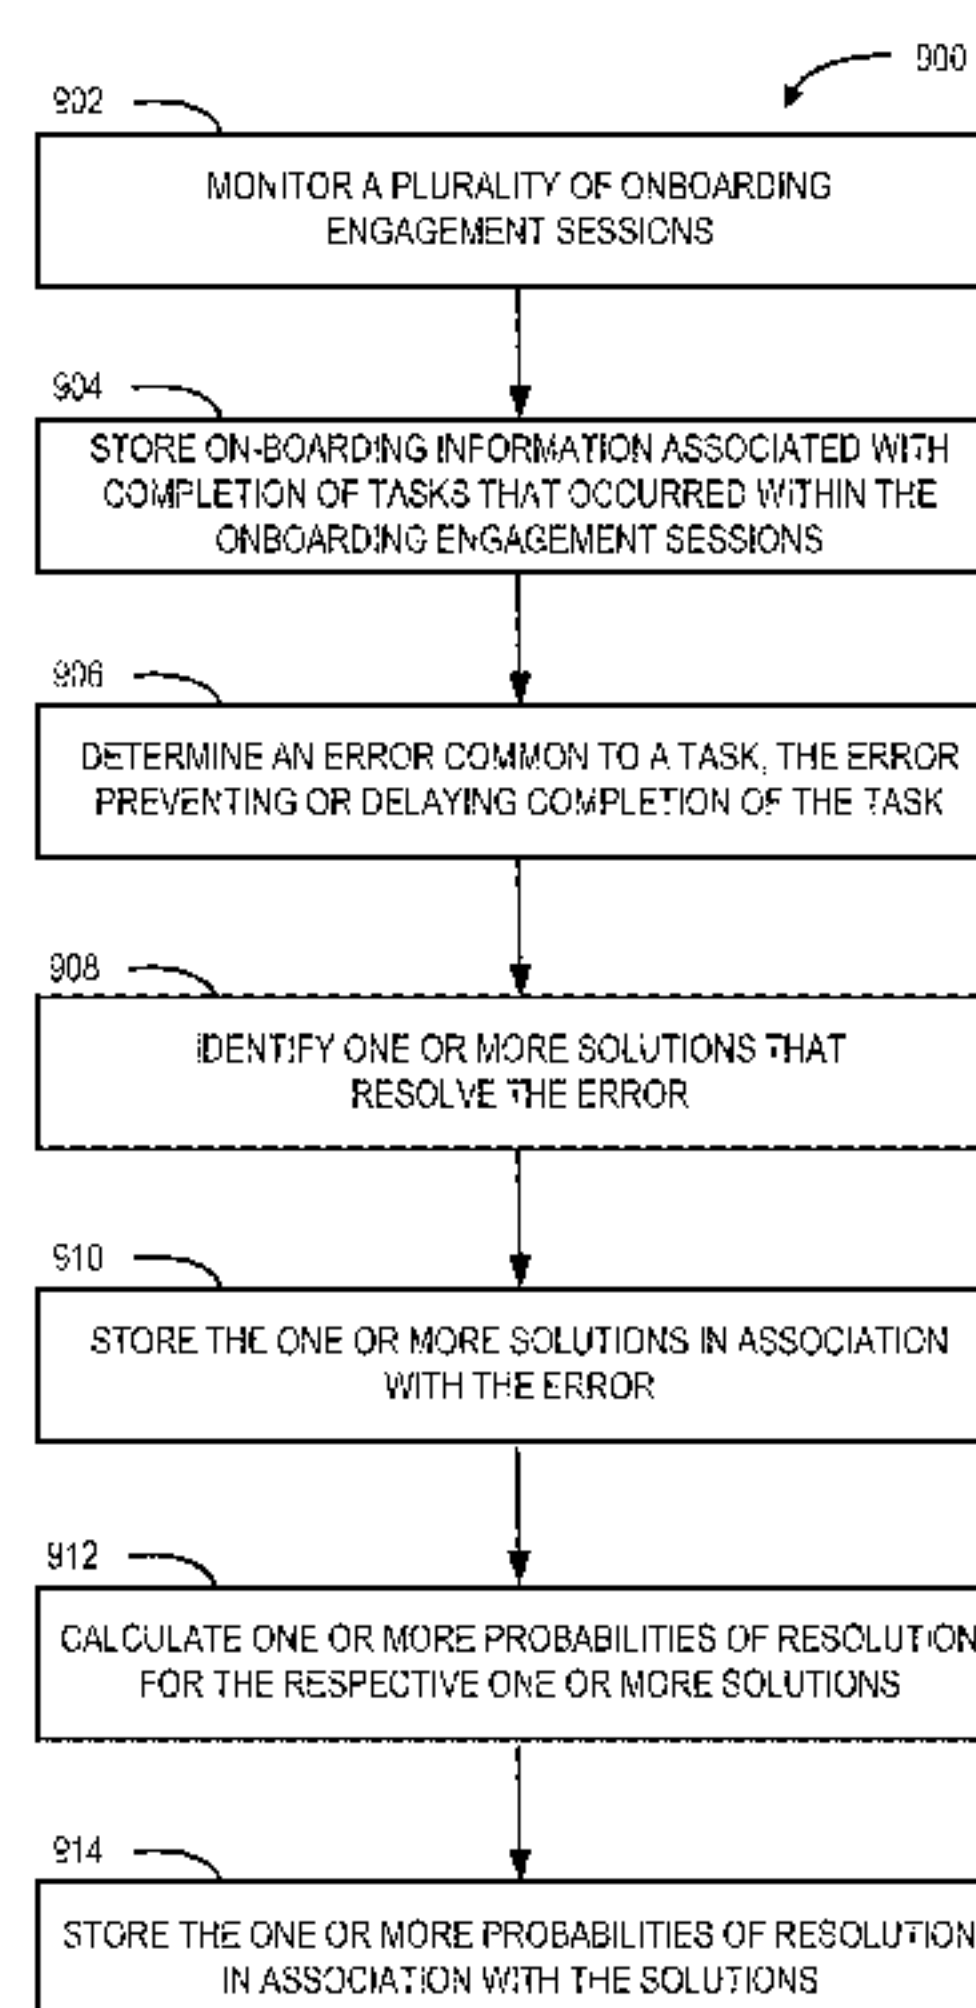 900
902
MONITOR A PLURALITY OF ONBOARDING
ENGAGEMENT SESSIONS
904
STORE ON-BOARDING INFORMATION ASSOCIATED WITH
COMPLETION OF TASKS THAT OCCURRED WITHIN THE
ONBOARDING ENGAGEMENT SESSIONS
906
DETERMINE AN ERROR COMMON TO A TASK, THE ERROR
PREVENTING OR DELAYING COMPLETION OF THE TASK
908
IDENTIFY ONE OR MORE SOLUTIONS THAT
RESOLVE THE ERROR
910
STORE THE ONE OR MORE SOLUTIONS IN ASSOCIATION
WITH THE ERROR
912
CALCULATE ONE OR MORE PROBABILITIES OF RESOLUTION
FOR THE RESPECTIVE ONE OR MORE SOLUTIONS
914
STORE THE ONE OR MORE PROBABILITIES OF RESOLUTION
IN ASSOCIATION WITH THE SOLUTIONS